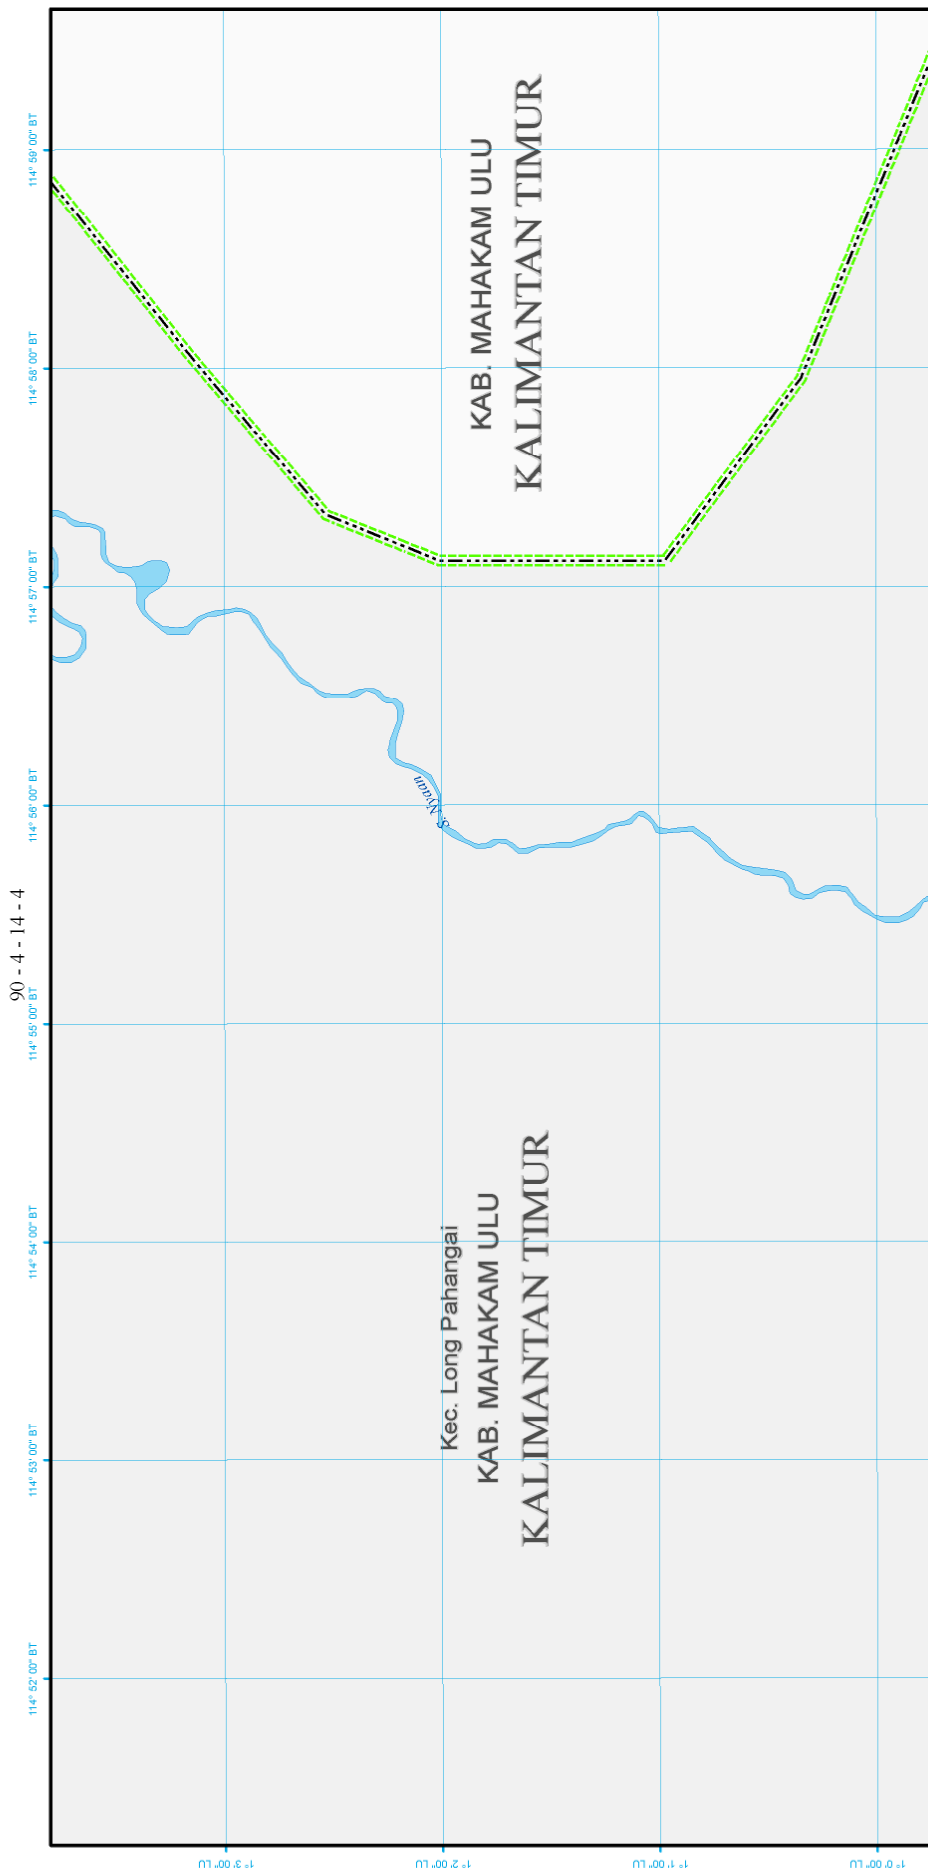 90 - 4 - 14 - 4
114° 52' 00" BT
114° 53' 00" BT
114° 54' 00" BT
114° 55' 00" BT
114° 56' 00" BT
114° 57' 00" BT
114° 58' 00" BT
114° 59' 00" BT
1° 3' 00" LU
1° 2' 00" LU
1° 1' 00" LU
1° 0' 00" LU
S. Nyaan
Kec. Long Pahangai
KAB. MAHAKAM ULU
KALIMANTAN TIMUR
KAB. MAHAKAM ULU
KALIMANTAN TIMUR